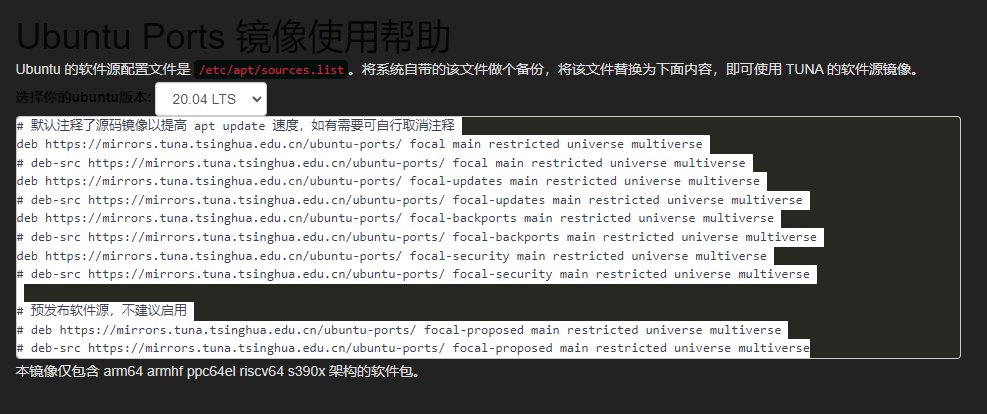 Ubuntu Ports 镜像使用帮助
Ubuntu 的软件源配置文件是 /etc/apt/sources.list。将系统自带的该文件做个备份，将该文件替换为下面内容，即可使用 TUNA 的软件源镜像。
选择你的ubuntu版本: 20.04 LTS
# 默认注释了源码镜像以提高 apt update 速度，如有需要可自行取消注释
deb https://mirrors.tuna.tsinghua.edu.cn/ubuntu-ports/ focal main restricted universe multiverse
# deb-src https://mirrors.tuna.tsinghua.edu.cn/ubuntu-ports/ focal main restricted universe multiverse
deb https://mirrors.tuna.tsinghua.edu.cn/ubuntu-ports/ focal-updates main restricted universe multiverse
# deb-src https://mirrors.tuna.tsinghua.edu.cn/ubuntu-ports/ focal-updates main restricted universe multiverse
deb https://mirrors.tuna.tsinghua.edu.cn/ubuntu-ports/ focal-backports main restricted universe multiverse
# deb-src https://mirrors.tuna.tsinghua.edu.cn/ubuntu-ports/ focal-backports main restricted universe multiverse
deb https://mirrors.tuna.tsinghua.edu.cn/ubuntu-ports/ focal-security main restricted universe multiverse
# deb-src https://mirrors.tuna.tsinghua.edu.cn/ubuntu-ports/ focal-security main restricted universe multiverse
# 预发布软件源，不建议启用
# deb https://mirrors.tuna.tsinghua.edu.cn/ubuntu-ports/ focal-proposed main restricted universe multiverse
# deb-src https://mirrors.tuna.tsinghua.edu.cn/ubuntu-ports/ focal-proposed main restricted universe multiverse
本镜像仅包含 arm64 armhf ppc64el riscv64 s390x 架构的软件包。